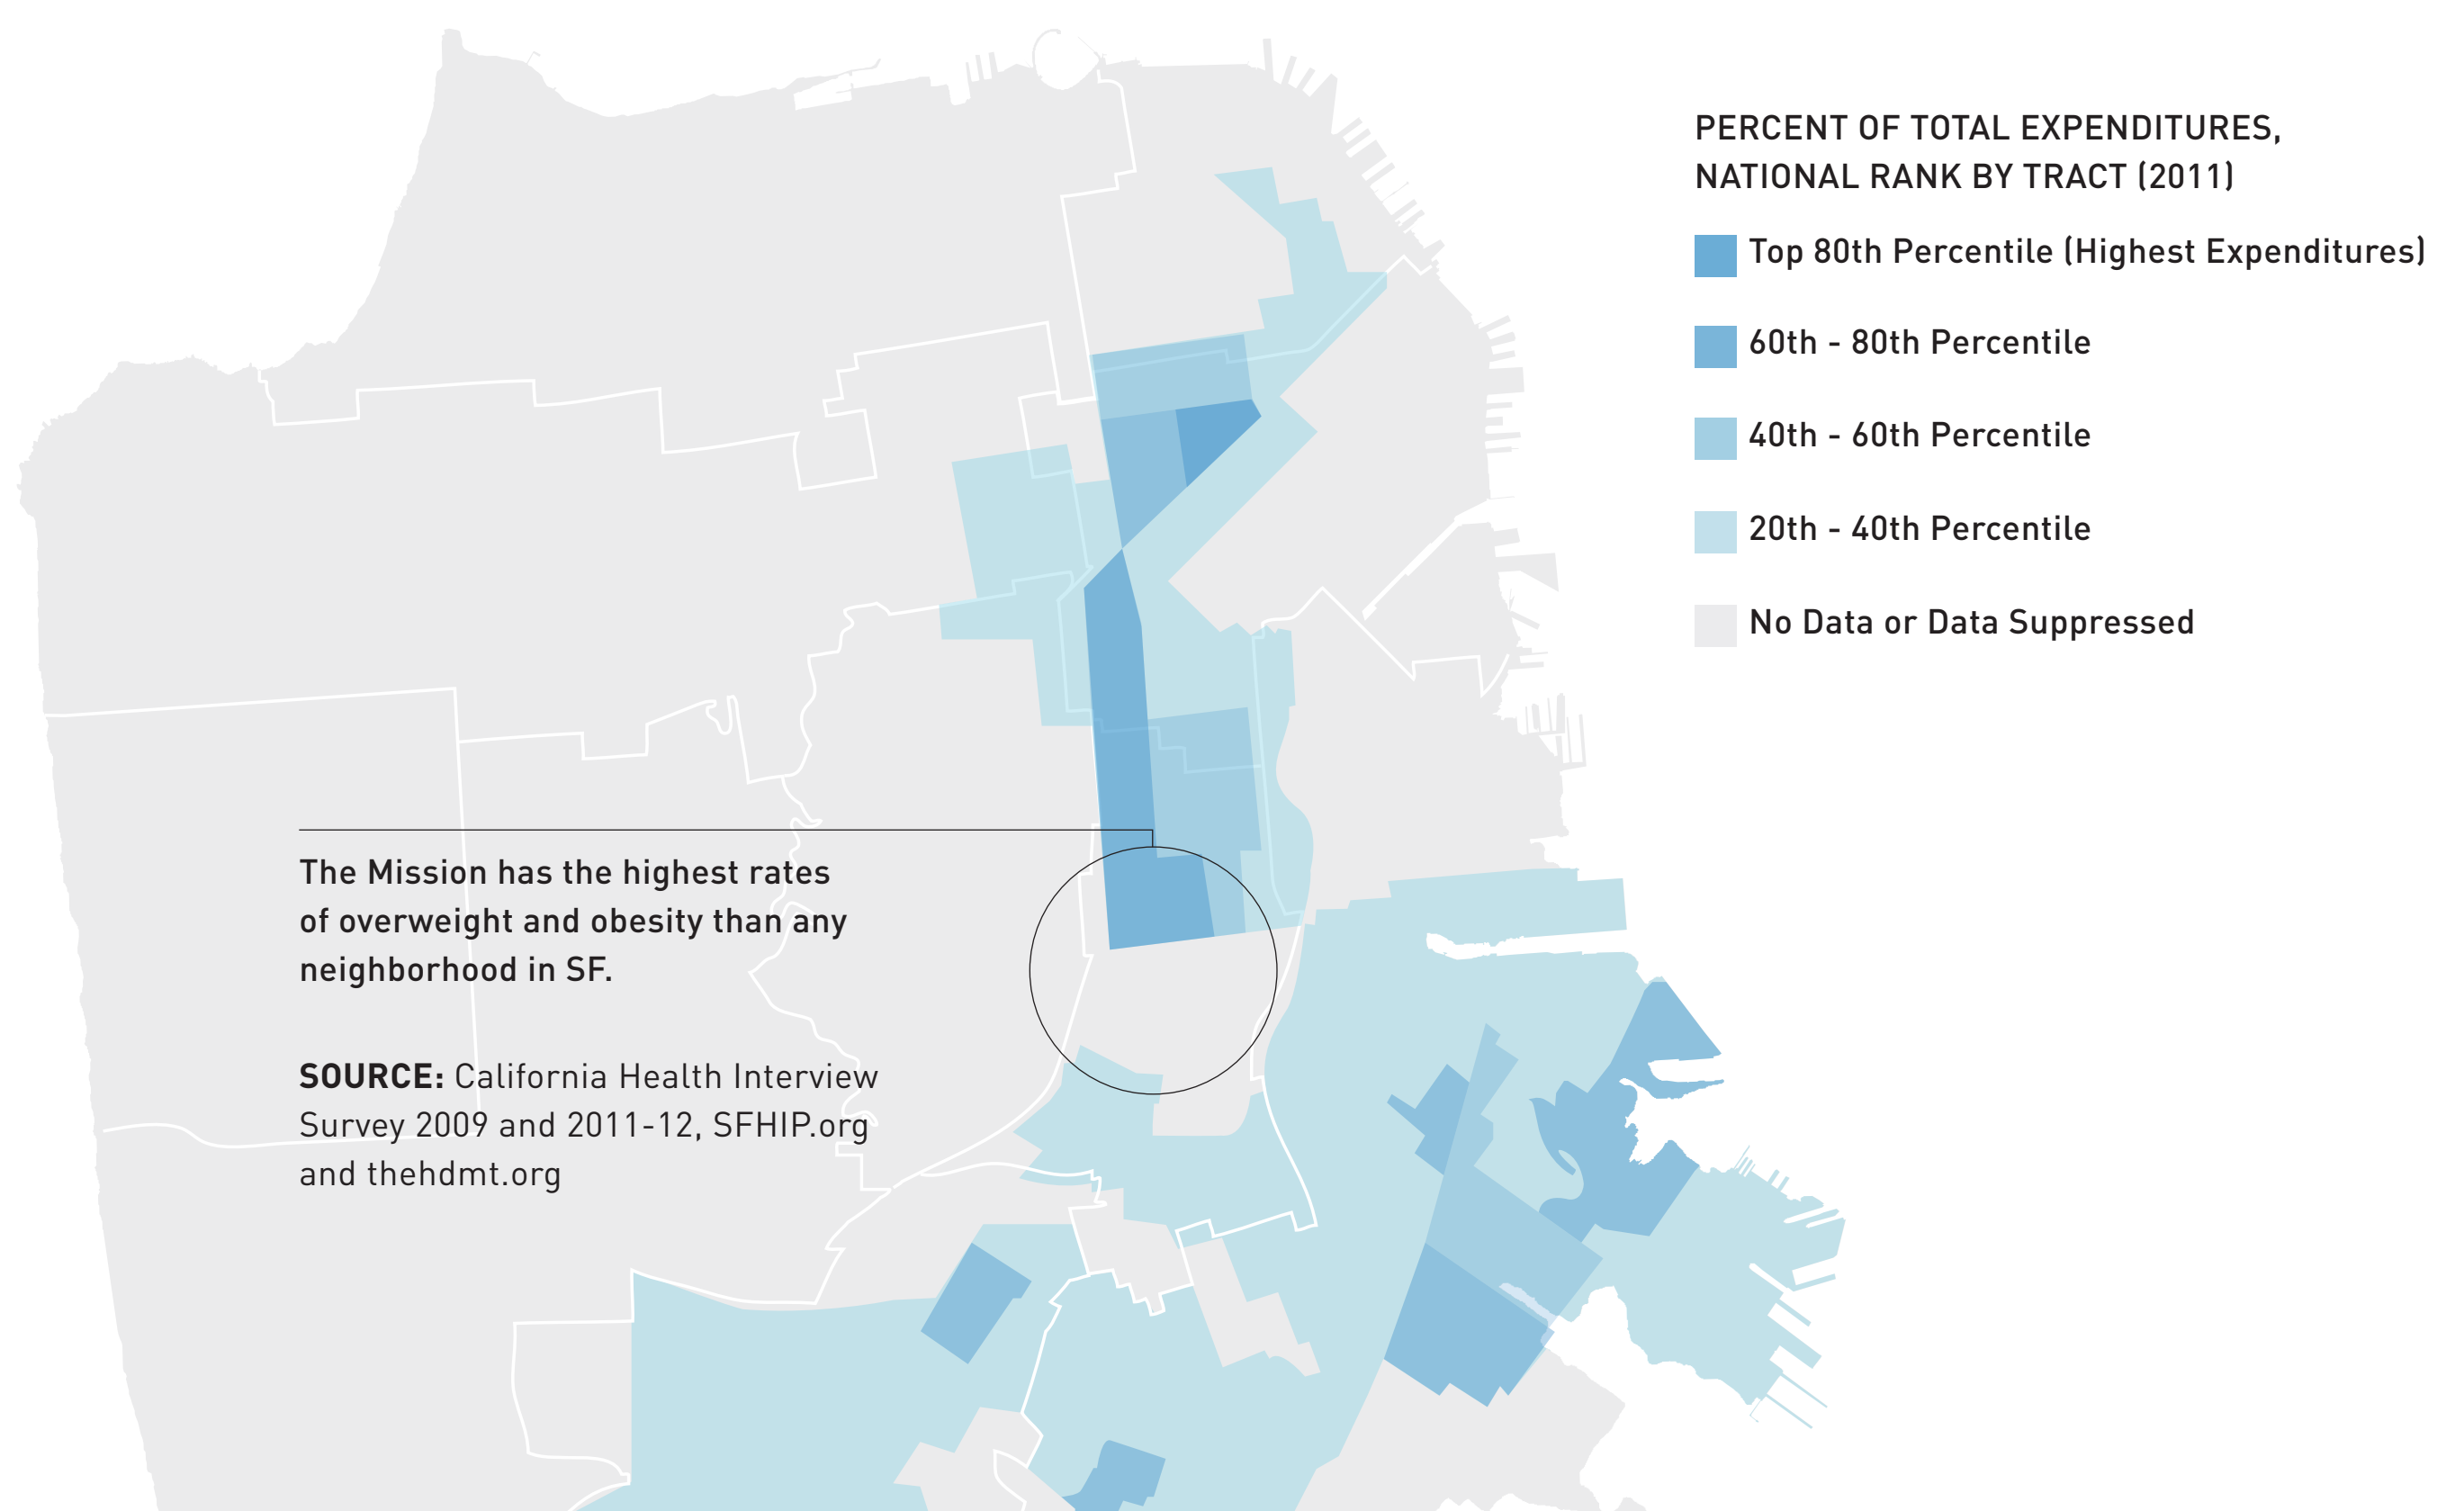 PERCENT OF TOTAL EXPENDITURES,
NATIONAL RANK BY TRACT (2011)
Top 80th Percentile (Highest Expenditures)
60th - 80th Percentile
40th - 60th Percentile
20th - 40th Percentile
No Data or Data Suppressed
The Mission has the highest rates
of overweight and obesity than any
neighborhood in SF.
SOURCE: California Health Interview
Survey 2009 and 2011-12, SFHIP.org
and thehdmt.org